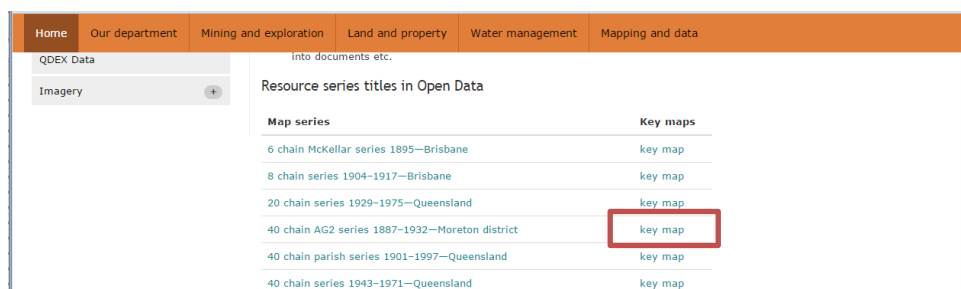 Home Our department Mining and exploration Land and property Water management Mapping and data
QDEX Data
into documents etc.
Imagery +
Resource series titles in Open Data
Map series Key maps
6 chain McKellar series 1895—Brisbane key map
8 chain series 1904–1917—Brisbane key map
20 chain series 1929–1975—Queensland key map
40 chain AG2 series 1887–1932—Moreton district key map
40 chain parish series 1901–1997—Queensland key map
40 chain series 1943–1971—Queensland key map